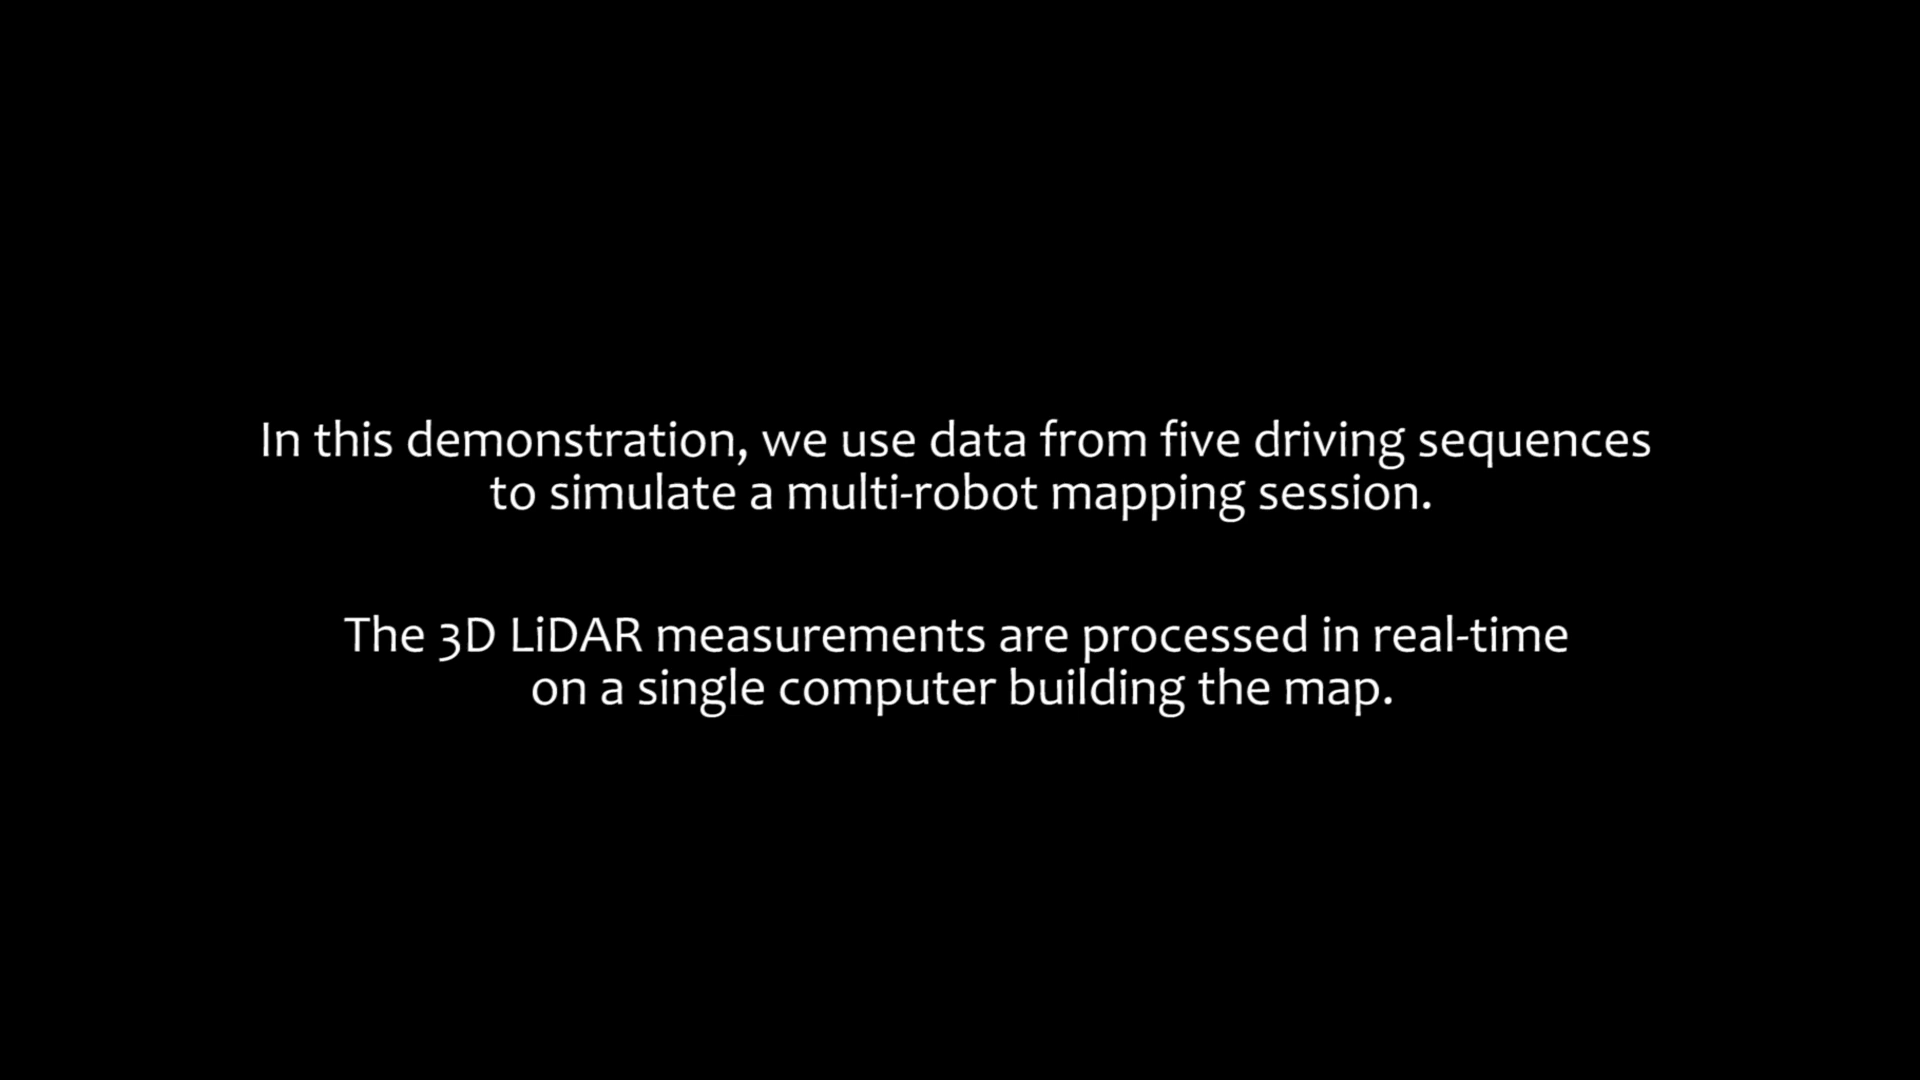 In this demonstration, we use data from five driving sequences
to simulate a multi-robot mapping session.
The 3D LiDAR measurements are processed in real-time
on a single computer building the map.